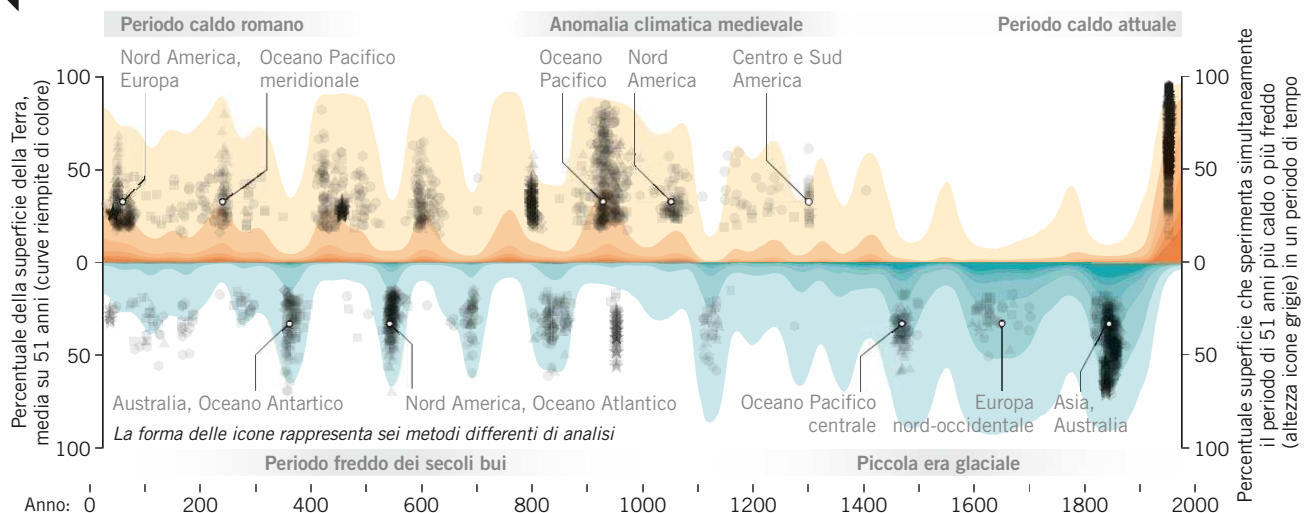 Periodo caldo romano
Anomalia climatica medievale
Periodo caldo attuale
Nord America,
Europa
Oceano Pacifico
meridionale
Oceano
Pacifico
Nord
America
Centro e Sud
America
Percentuale della superficie della Terra,
media su 51 anni (curve riempite di colore)
100
50
0
50
100
100
50
0
50
100
Percentuale superficie che sperimenta simultaneamente
il periodo di 51 anni più caldo o più freddo
(altezza icone grigie) in un periodo di tempo
Australia, Oceano Antartico
Nord America, Oceano Atlantico
Oceano Pacifico
centrale
Europa
nord-occidentale
Asia,
Australia
La forma delle icone rappresenta sei metodi differenti di analisi
Periodo freddo dei secoli bui
Piccola era glaciale
Anno: 0 200 400 600 800 1000 1200 1400 1600 1800 2000